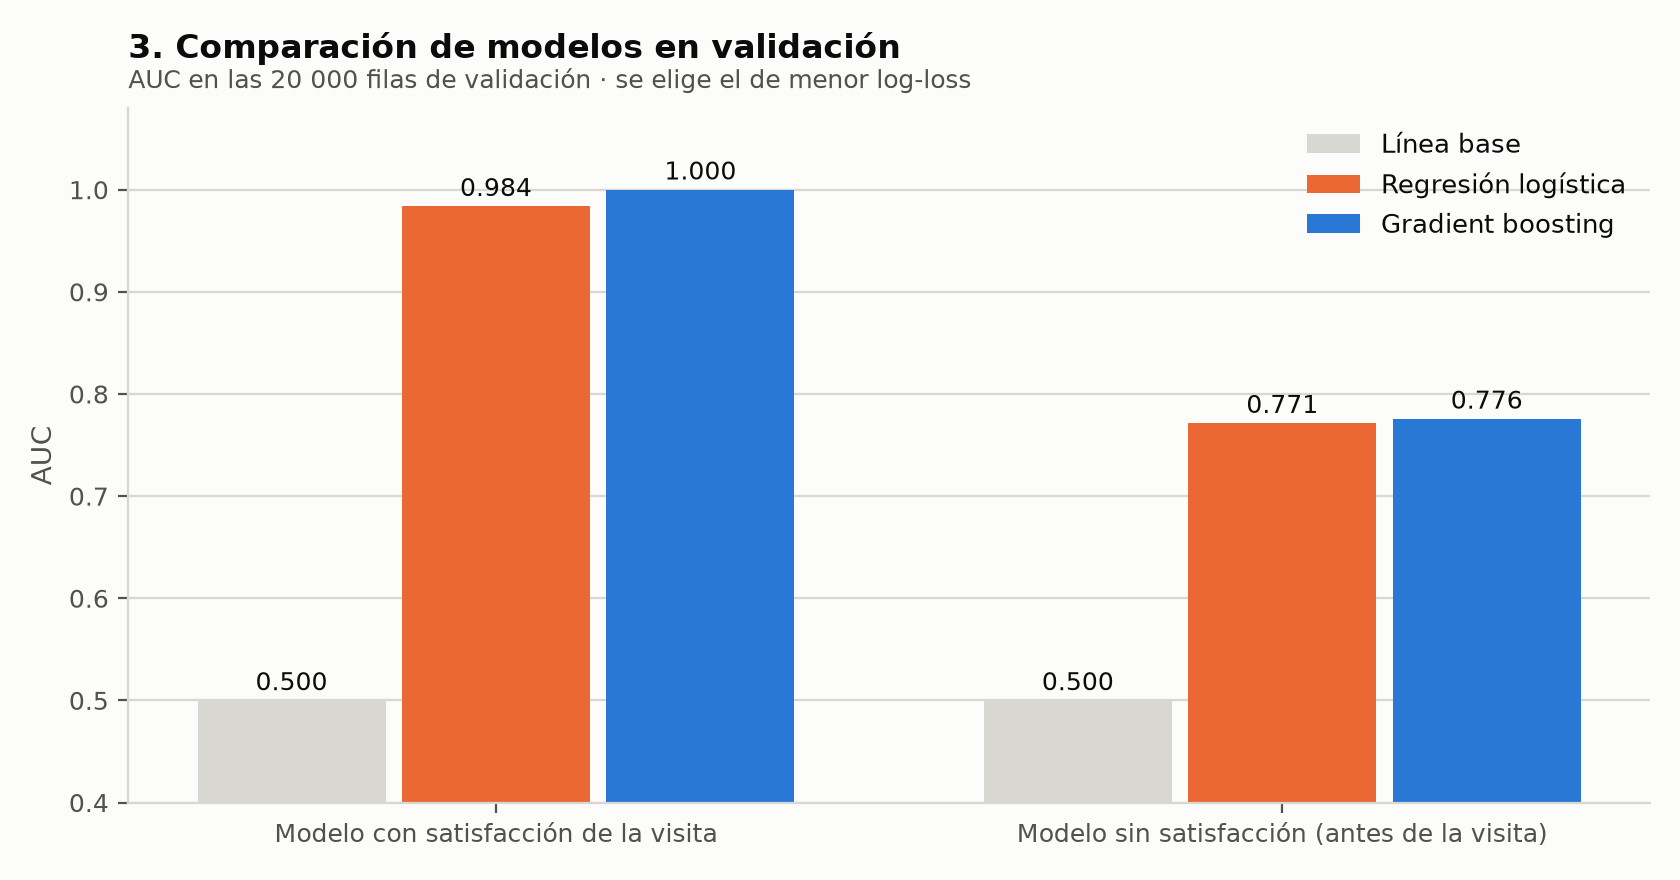 3. Comparación de modelos en validación
AUC en las 20 000 filas de validación · se elige el de menor log-loss
Línea base
Regresión logística
Gradient boosting
AUC
1.0
0.9
0.8
0.7
0.6
0.5
0.4
0.500
0.984
1.000
0.500
0.771
0.776
Modelo con satisfacción de la visita
Modelo sin satisfacción (antes de la visita)